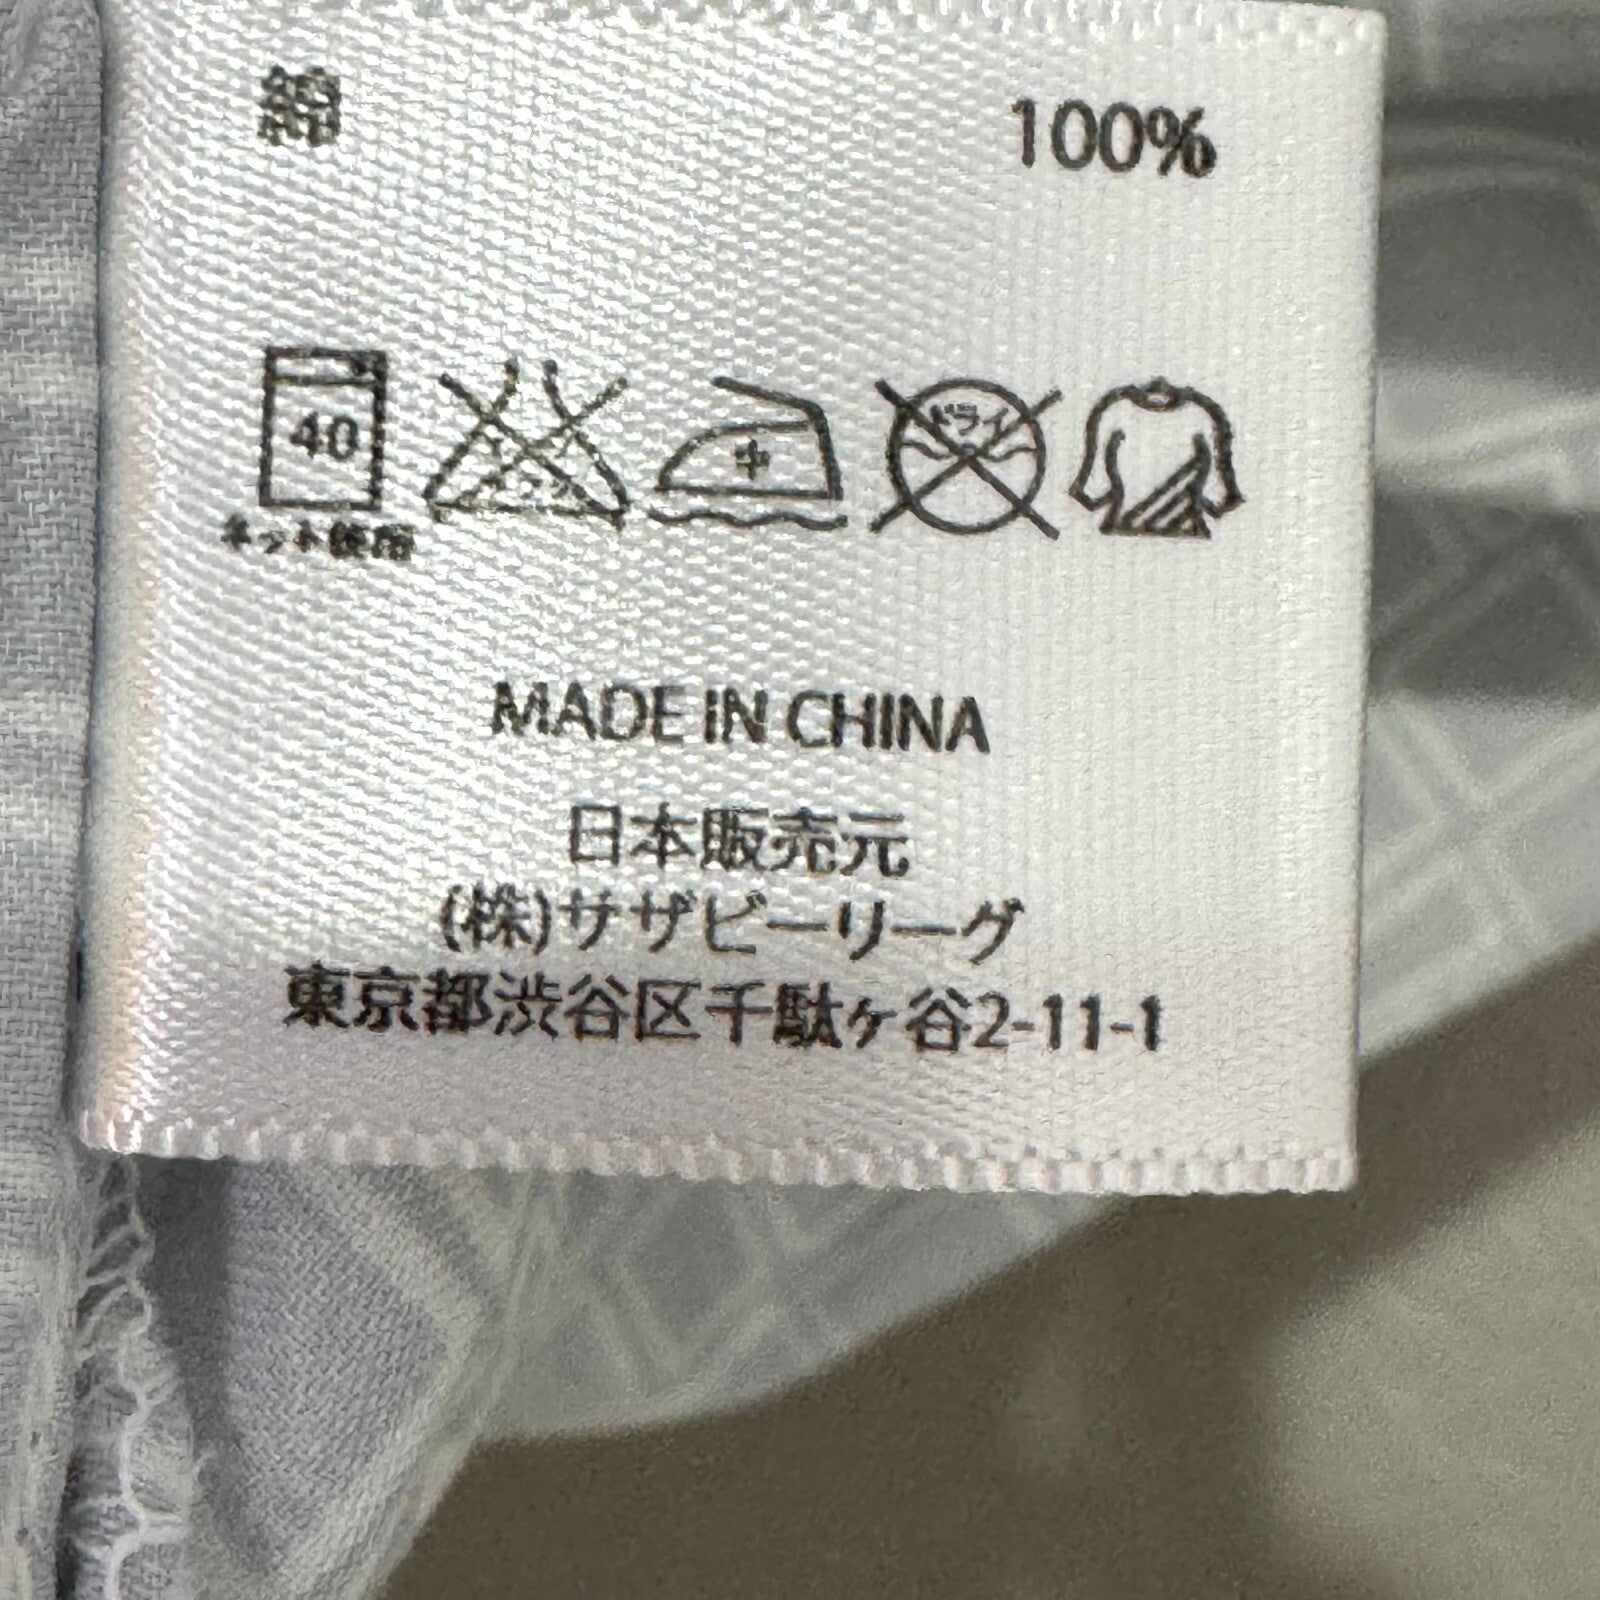 綿 100%
40 中 ドライ
ネット使用
MADE IN CHINA
日本販売元
(株)サザビーリーグ
東京都渋谷区千駄ヶ谷2-11-1